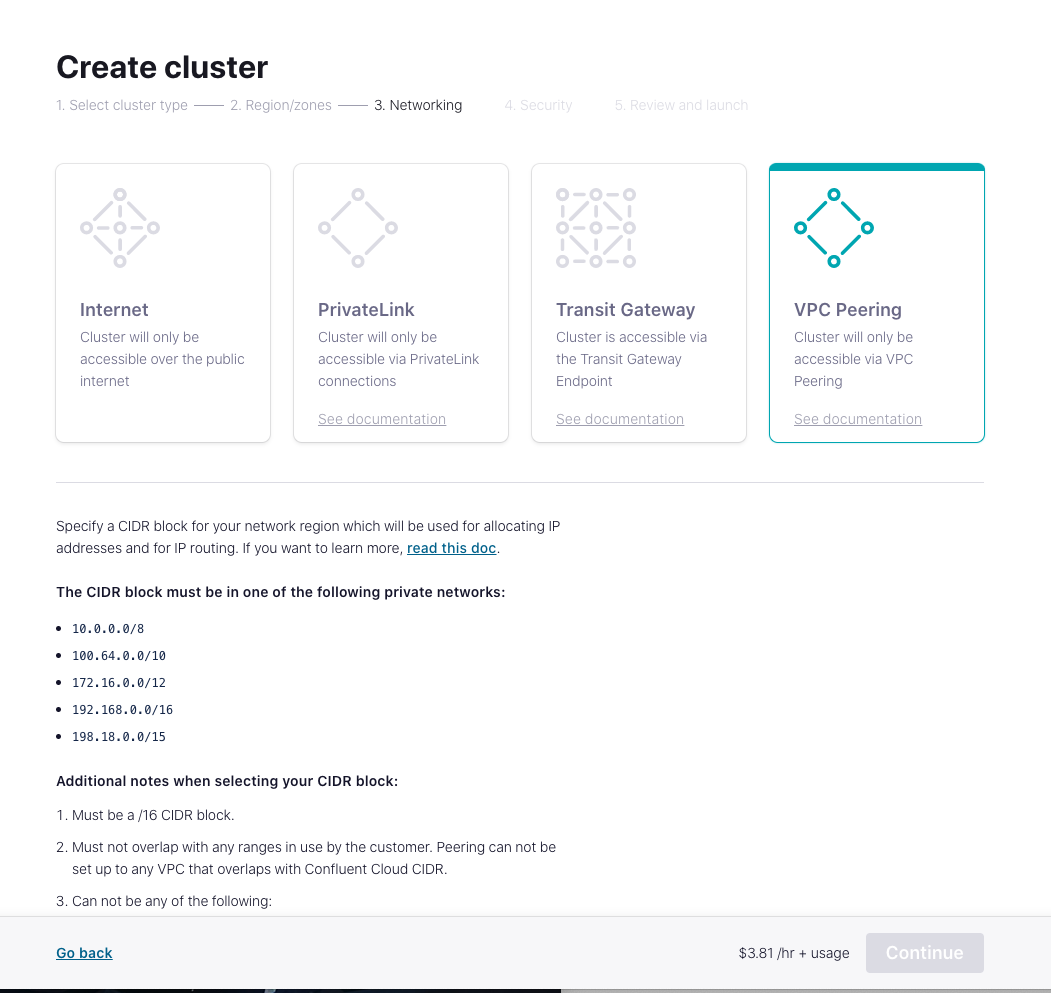 Create cluster
1. Select cluster type 2. Region/zones 3. Networking 4. Security 5. Review and launch
Internet
Cluster will only be
accessible over the public
internet
PrivateLink
Cluster will only be
accessible via PrivateLink
connections
See documentation
Transit Gateway
Cluster is accessible via
the Transit Gateway
Endpoint
See documentation
VPC Peering
Cluster will only be
accessible via VPC
Peering
See documentation
Specify a CIDR block for your network region which will be used for allocating IP
addresses and for IP routing. If you want to learn more, read this doc.
The CIDR block must be in one of the following private networks:
• 10.0.0.0/8
• 100.64.0.0/10
• 172.16.0.0/12
• 192.168.0.0/16
• 198.18.0.0/15
Additional notes when selecting your CIDR block:
1. Must be a /16 CIDR block.
2. Must not overlap with any ranges in use by the customer. Peering can not be
set up to any VPC that overlaps with Confluent Cloud CIDR.
3. Can not be any of the following:
Go back $3.81 /hr + usage Continue